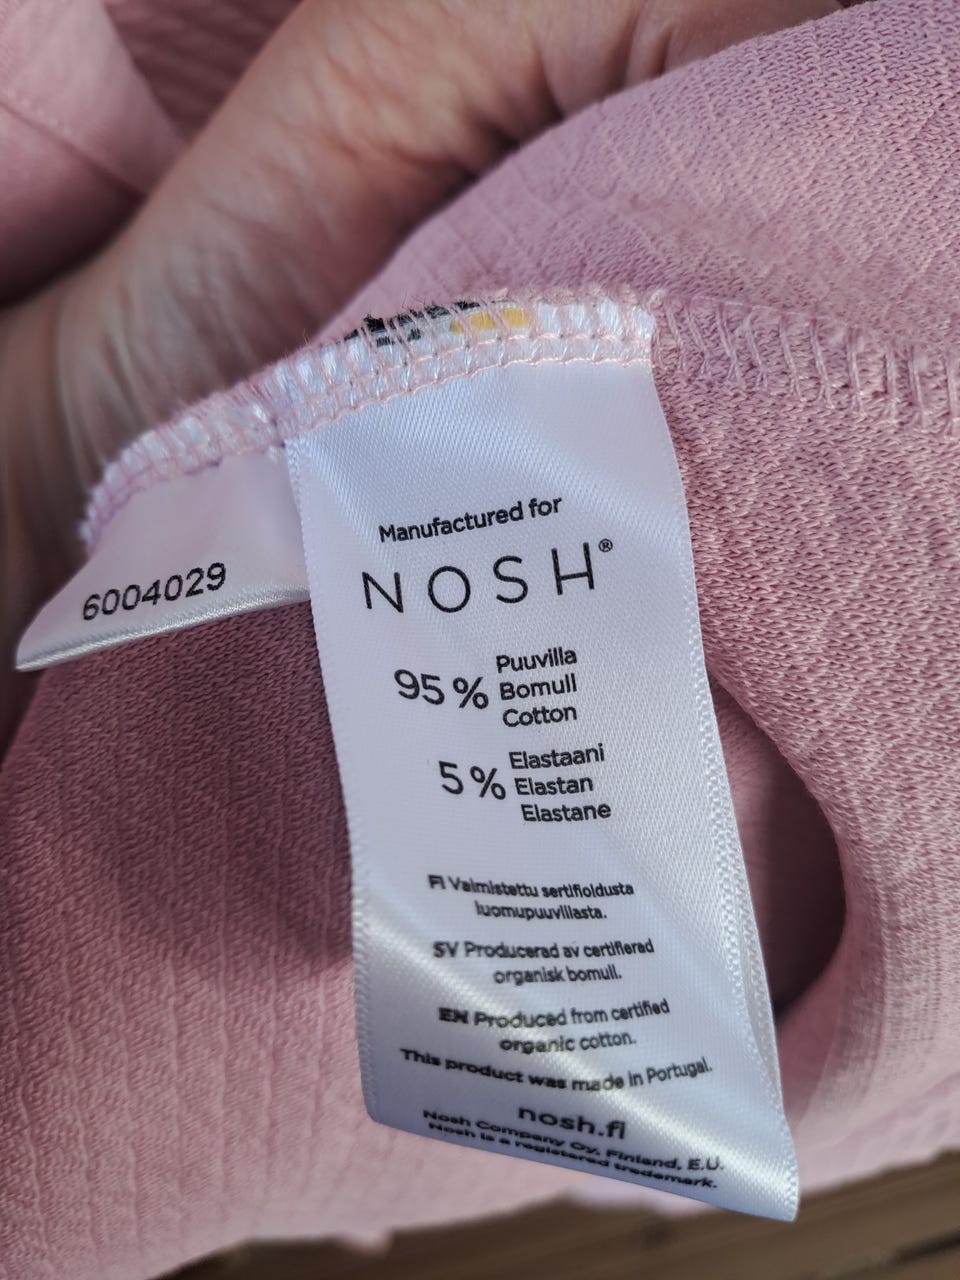 6004029
Manufactured for
NOSH®
95%
Puuvilla
Bomull
Cotton
5%
Elastaani
Elastan
Elastane
FI Valmistettu sertifioidusta
luomupuuvillasta.
SV Producerad av certifierad
organisk bomull.
EN Produced from certified
organic cotton.
This product was made in Portugal.
nosh.fi
Nosh Company Oy, Finland, E.U.
Nosh is a registered trademark.